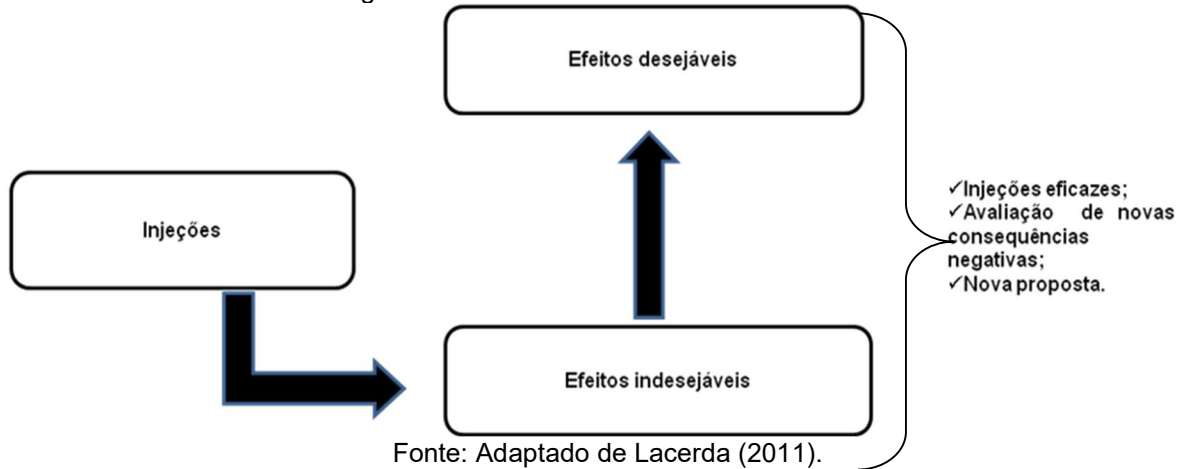 Efeitos desejáveis
Injeções
✓Injeções eficazes;
✓Avaliação de novas
consequências
negativas;
✓Nova proposta.
Efeitos indesejáveis
Fonte: Adaptado de Lacerda (2011).